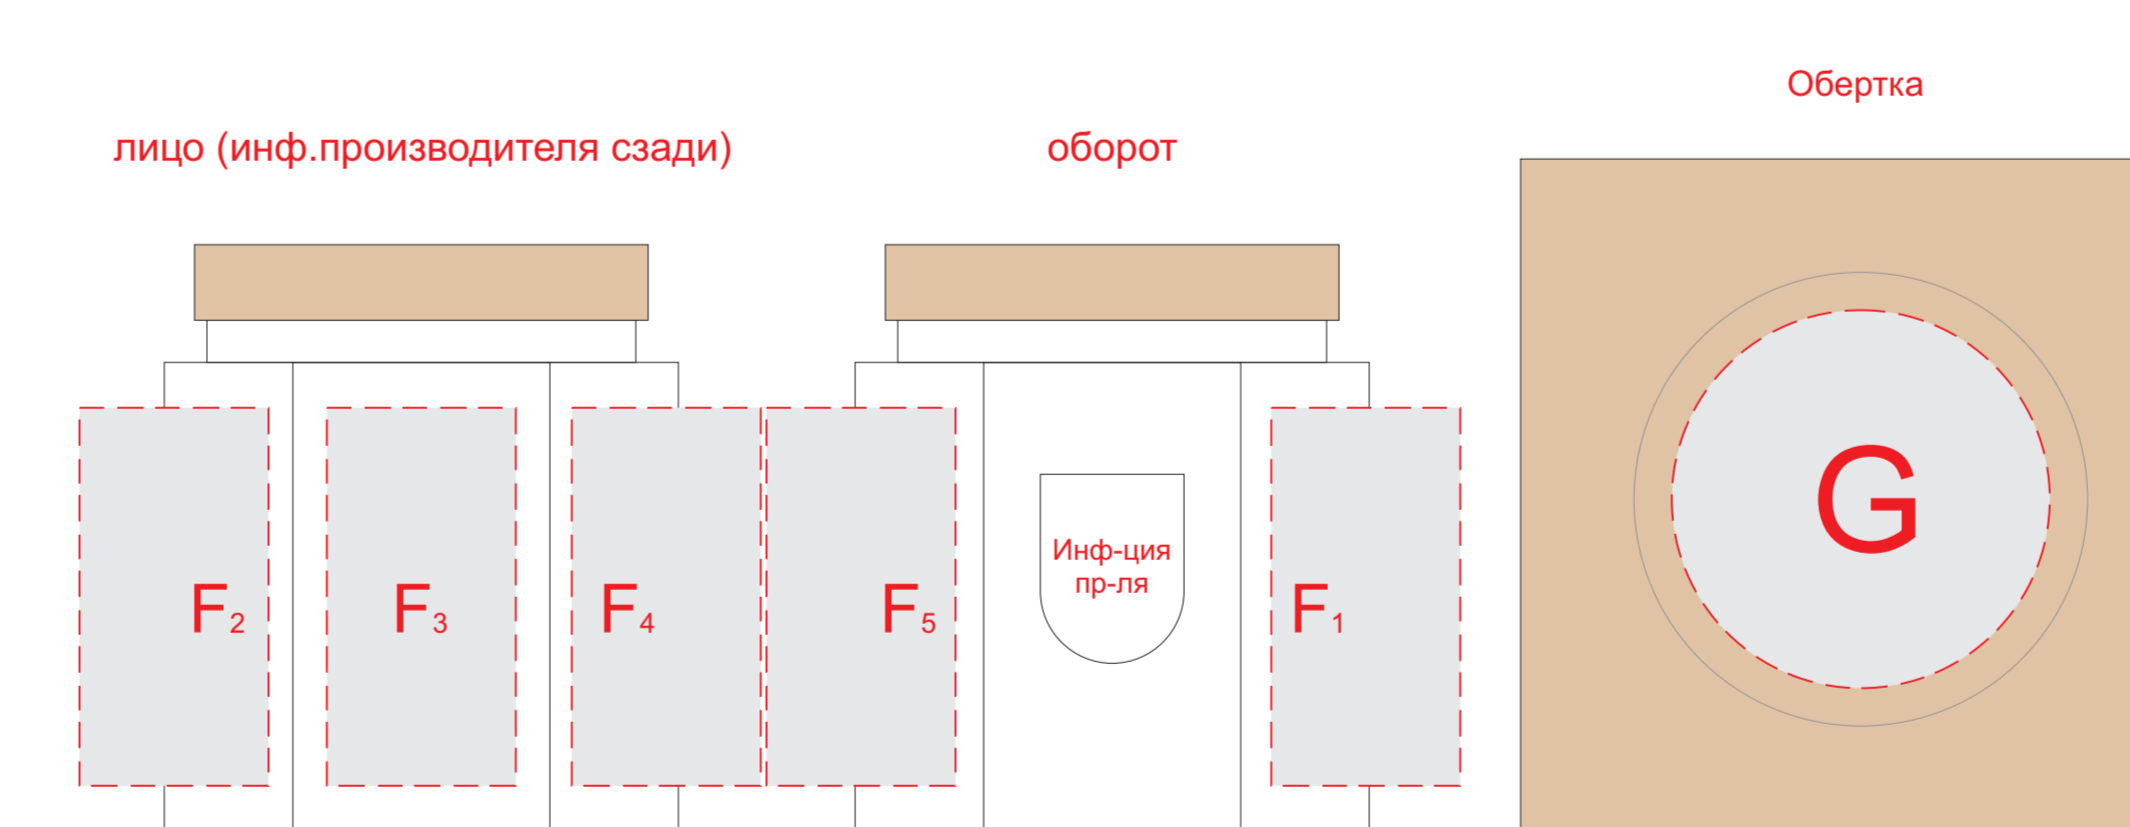 Обертка
лицо (инф.производителя сзади)
оборот
Инф-ция
пр-ля
F2
F3
F4
F5
F1
G